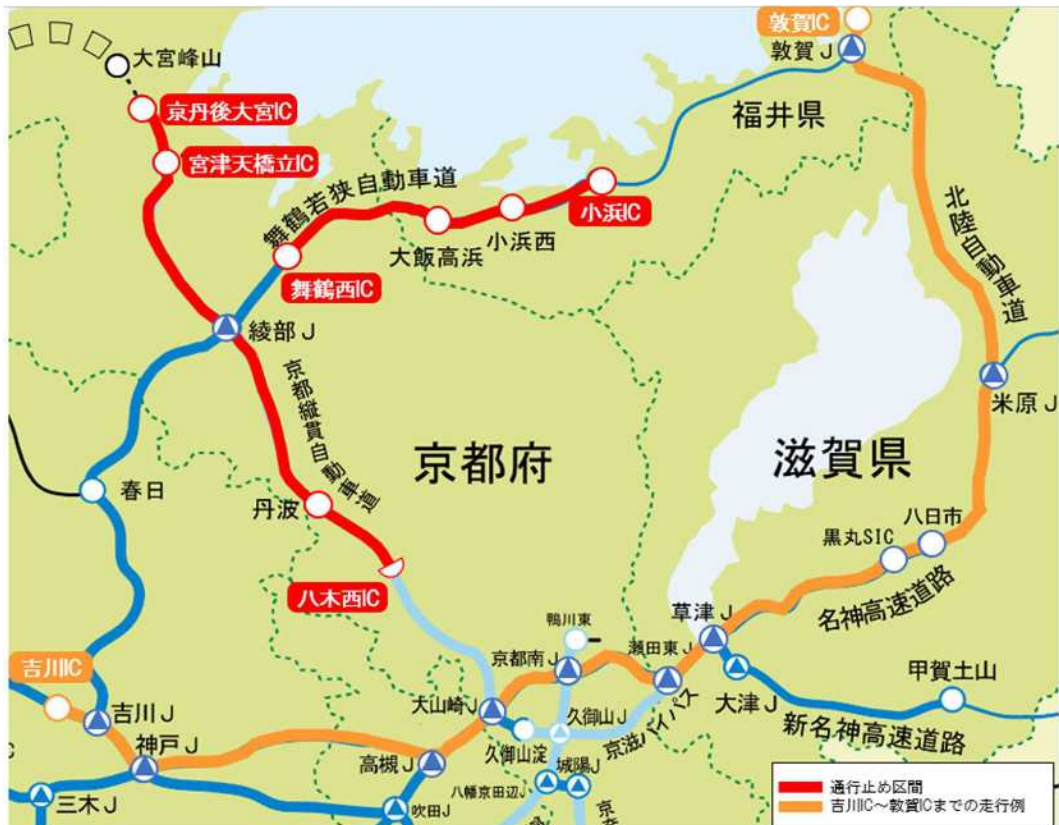 敦賀IC
大宮峰山
敦賀J
京丹後大宮IC
福井県
宮津天橋立IC
舞鶴若狭自動車道
小浜IC
小浜西
大飯高浜
北陸自動車道
舞鶴西IC
綾部J
米原J
京都縦貫自動車道
京都府
滋賀県
春日
丹波
八日市
黒丸SIC
八木西IC
名神高速道路
草津J
鴨川東
瀬田東J
京都南J
吉川IC
甲賀土山
大津J
大山崎J
久御山J
京滋バイパス
吉川J
新名神高速道路
神戸J
久御山淀
高槻J
城陽J
八幡京田辺J
三木J
吹田J
京奈
通行止め区間
吉川IC～敦賀ICまでの走行例